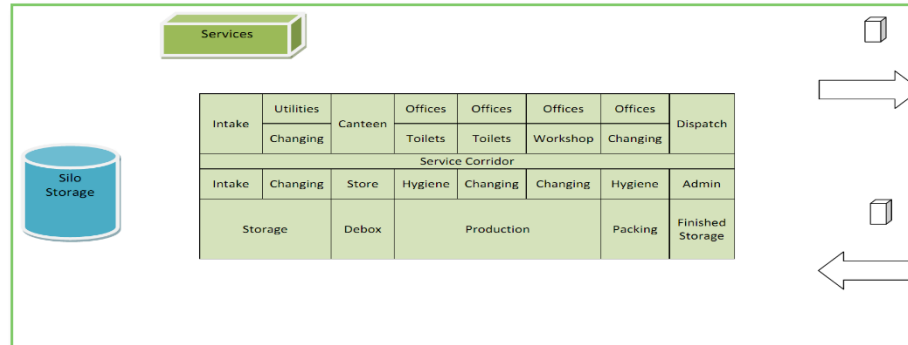 Services
Intake
Utilities
Canteen
Offices
Offices
Offices
Offices
Dispatch
Changing
Toilets
Toilets
Workshop
Changing
Service Corridor
Intake
Changing
Store
Hygiene
Changing
Changing
Hygiene
Admin
Silo
Storage
Storage
Debox
Production
Packing
Finished
Storage